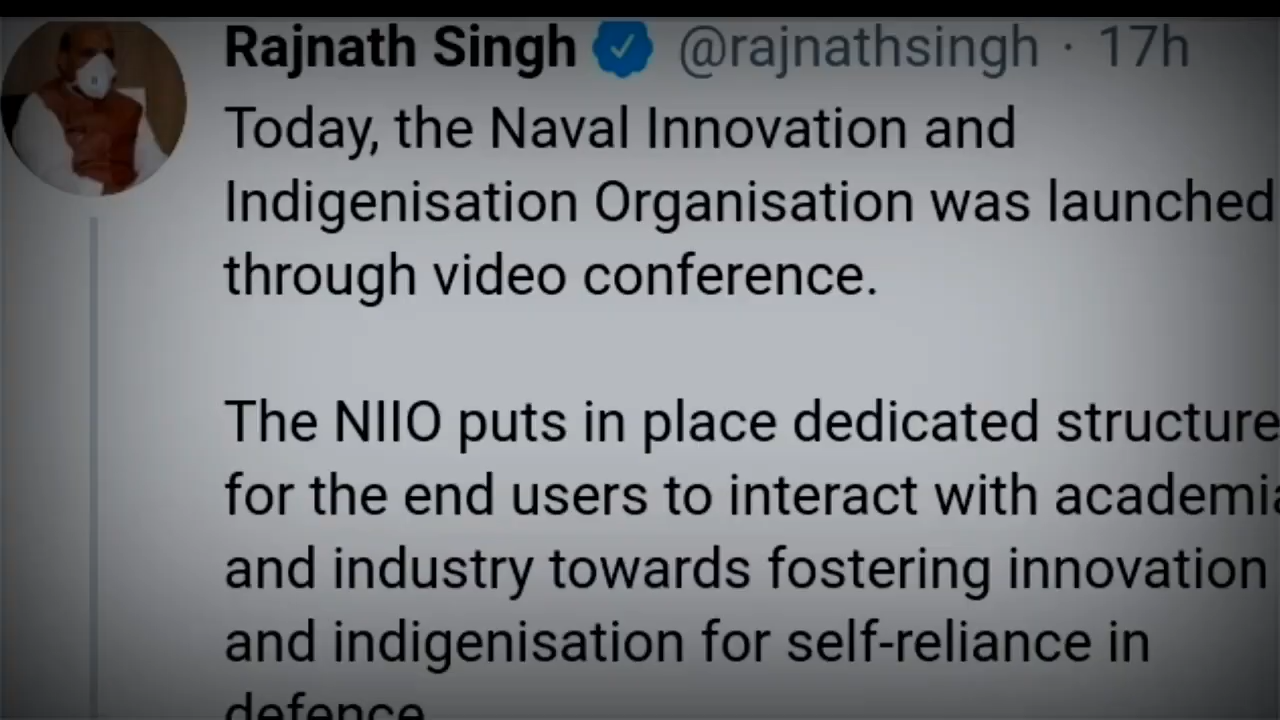 Rajnath Singh @rajnathsingh · 17h
Today, the Naval Innovation and
Indigenisation Organisation was launched
through video conference.
The NIIO puts in place dedicated structure
for the end users to interact with academia
and industry towards fostering innovation
and indigenisation for self-reliance in
defence